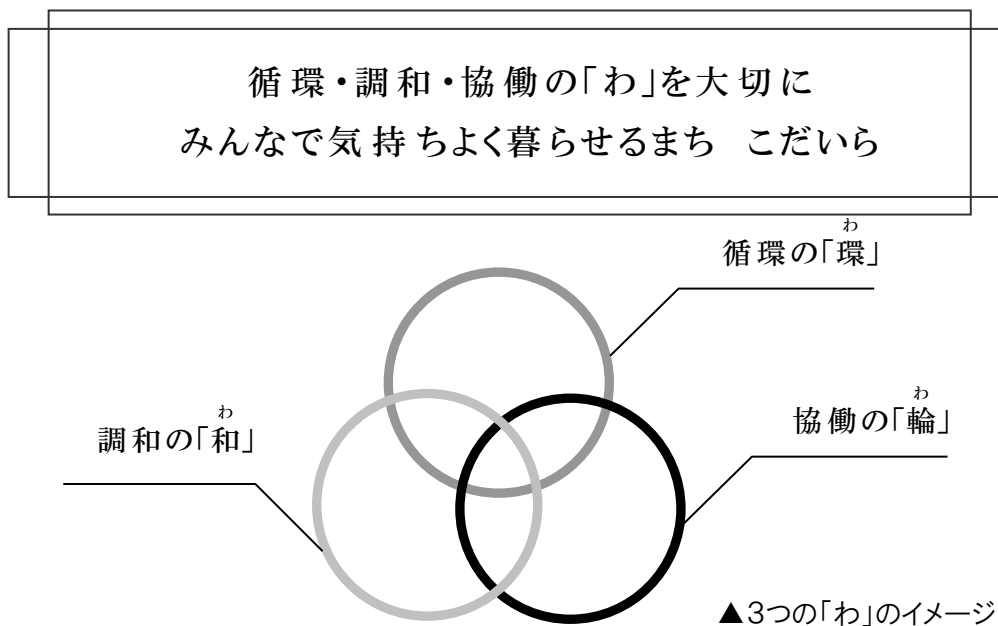 循環・調和・協働の「わ」を大切に
みんなで気持ちよく暮らせるまち　こだいら
わ
循環の「環」
わ
調和の「和」
わ
協働の「輪」
▲3つの「わ」のイメージ